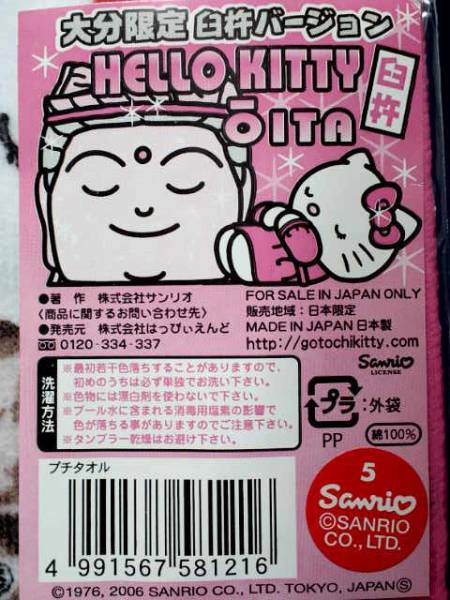 大分限定 臼杵バージョン
HELLO KITTY
ŌITA
臼杵
●著 作 株式会社サンリオ
〈商品に関するお問い合わせ先〉
●発売元 株式会社はっぴぃえんど
0120-334-337
FOR SALE IN JAPAN ONLY
販売地域:日本限定
MADE IN JAPAN 日本製
http://gotochikitty.com/
Sanrio
LICENSE
洗濯方法
※最初若干色落ちすることがありますので、
初めのうちは必ず単独でお洗い下さい。
※色物には漂白剤を使わないで下さい。
※プール水に含まれる消毒用塩素の影響で
色が落ちる事がありますのでご注意下さい。
※タンブラー乾燥はお避け下さい。
プラ:外袋
PP
綿100%
プチタオル
4 991567 581216
5
Sanrio
©SANRIO
CO., LTD.
©1976, 2006 SANRIO CO., LTD. TOKYO, JAPAN Ⓢ